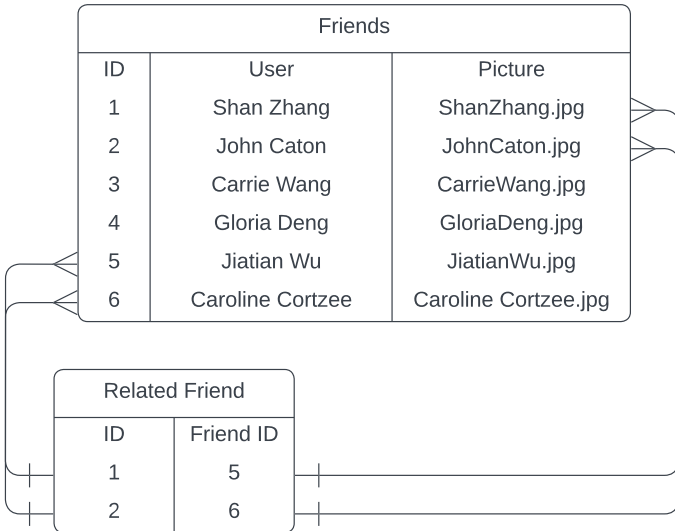 Friends
ID User Picture
1 Shan Zhang ShanZhang.jpg
2 John Caton JohnCaton.jpg
3 Carrie Wang CarrieWang.jpg
4 Gloria Deng GloriaDeng.jpg
5 Jiatian Wu JiatianWu.jpg
6 Caroline Cortzee Caroline Cortzee.jpg
Related Friend
ID Friend ID
1 5
2 6